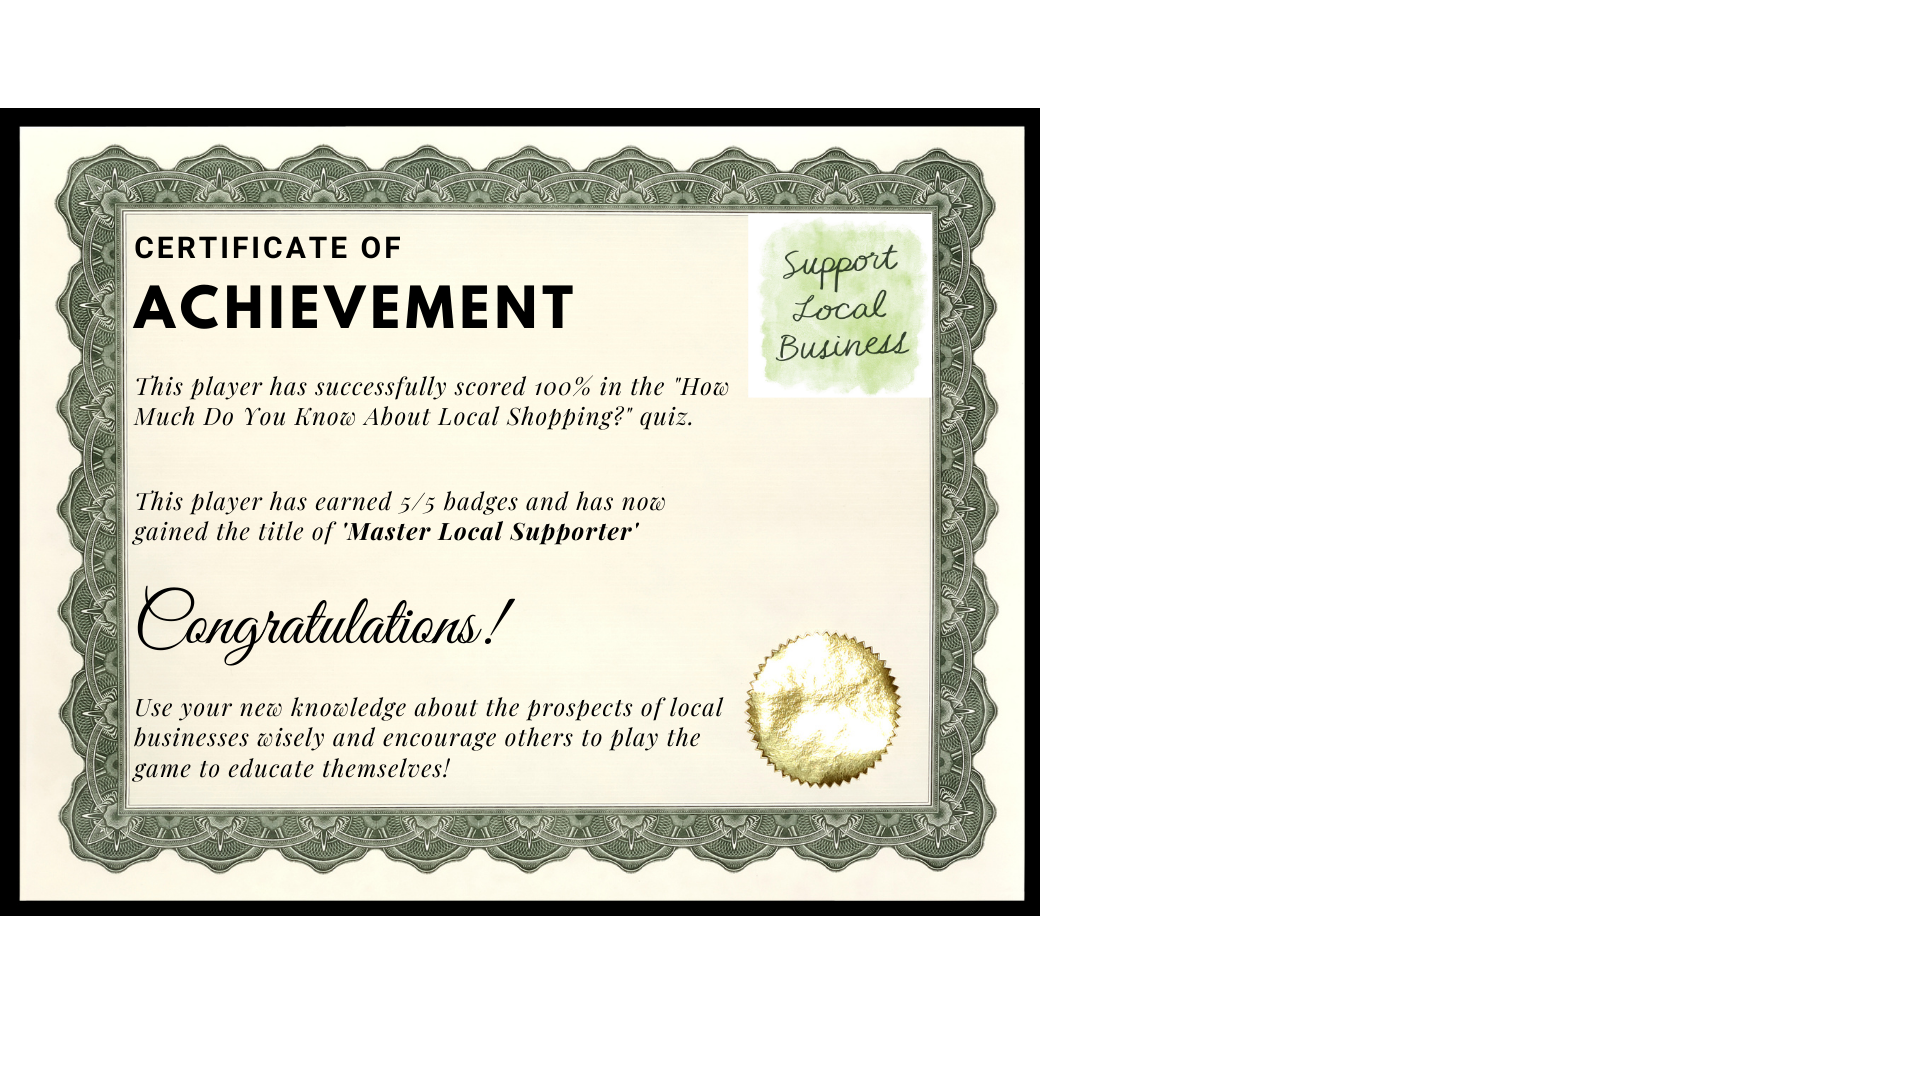 CERTIFICATE OF
ACHIEVEMENT
Support
Local
Business
This player has successfully scored 100% in the "How
Much Do You Know About Local Shopping?" quiz.
This player has earned 5/5 badges and has now
gained the title of 'Master Local Supporter'
Congratulations!
Use your new knowledge about the prospects of local
businesses wisely and encourage others to play the
game to educate themselves!